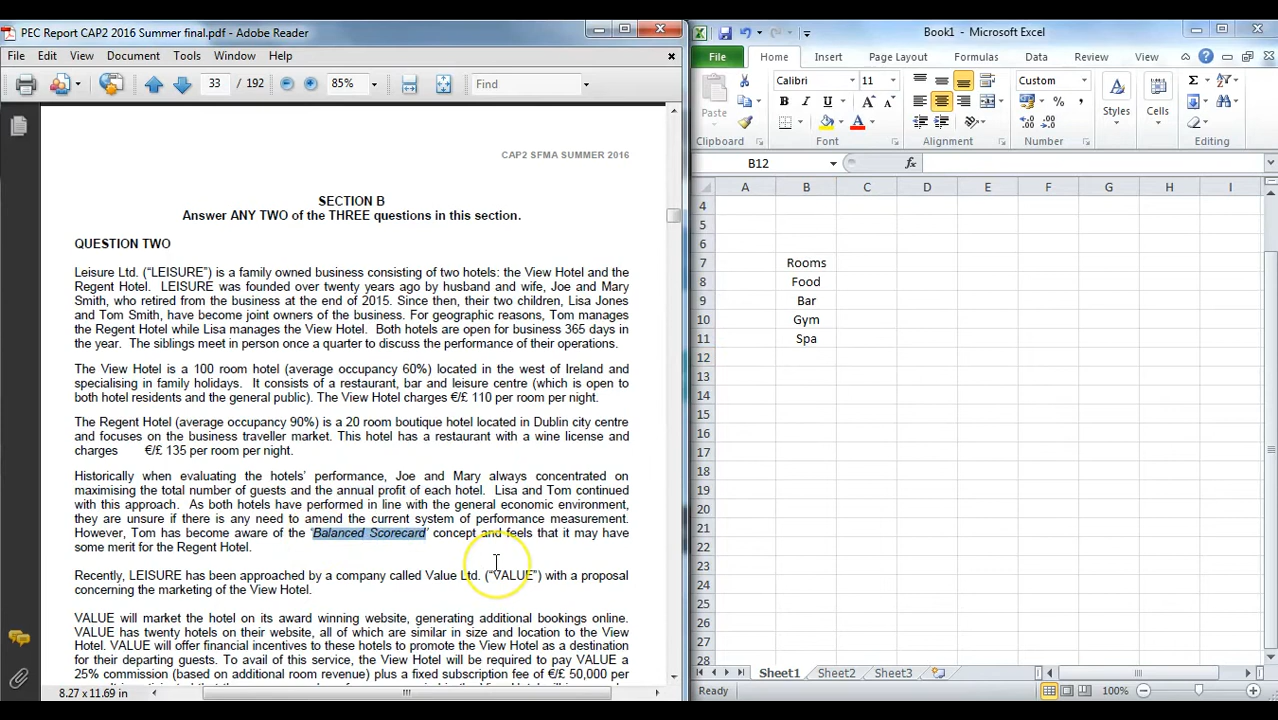 PEC Report CAP2 2016 Summer final.pdf - Adobe Reader
File Edit View Document Tools Window Help
33 / 192 85% Find
CAP2 SFMA SUMMER 2016
SECTION B
Answer ANY TWO of the THREE questions in this section.
QUESTION TWO
Leisure Ltd. (“LEISURE”) is a family owned business consisting of two hotels: the View Hotel and the
Regent Hotel. LEISURE was founded over twenty years ago by husband and wife, Joe and Mary
Smith, who retired from the business at the end of 2015. Since then, their two children, Lisa Jones
and Tom Smith, have become joint owners of the business. For geographic reasons, Tom manages
the Regent Hotel while Lisa manages the View Hotel. Both hotels are open for business 365 days in
the year. The siblings meet in person once a quarter to discuss the performance of their operations.
The View Hotel is a 100 room hotel (average occupancy 60%) located in the west of Ireland and
specialising in family holidays. It consists of a restaurant, bar and leisure centre (which is open to
both hotel residents and the general public). The View Hotel charges €/£ 110 per room per night.
The Regent Hotel (average occupancy 90%) is a 20 room boutique hotel located in Dublin city centre
and focuses on the business traveller market. This hotel has a restaurant with a wine license and
charges €/£ 135 per room per night.
Historically when evaluating the hotels’ performance, Joe and Mary always concentrated on
maximising the total number of guests and the annual profit of each hotel. Lisa and Tom continued
with this approach. As both hotels have performed in line with the general economic environment,
they are unsure if there is any need to amend the current system of performance measurement.
However, Tom has become aware of the ‘Balanced Scorecard’ concept and feels that it may have
some merit for the Regent Hotel.
Recently, LEISURE has been approached by a company called Value Ltd. (“VALUE”) with a proposal
concerning the marketing of the View Hotel.
VALUE will market the hotel on its award winning website, generating additional bookings online.
VALUE has twenty hotels on their website, all of which are similar in size and location to the View
Hotel. VALUE will offer financial incentives to these hotels to promote the View Hotel as a destination
for their departing guests. To avail of this service, the View Hotel will be required to pay VALUE a
25% commission (based on additional room revenue) plus a fixed subscription fee of €/£ 50,000 per
8.27 x 11.69 in
Book1 - Microsoft Excel
File Home Insert Page Layout Formulas Data Review View
Paste Calibri 11 Custom Styles Cells
Clipboard Font Alignment Number Editing
B12 fx
A B C D E F G H I
4
5
6
7 Rooms
8 Food
9 Bar
10 Gym
11 Spa
12
13
14
15
16
17
18
19
20
21
22
23
24
25
26
27
28
Sheet1 Sheet2 Sheet3
Ready 100%